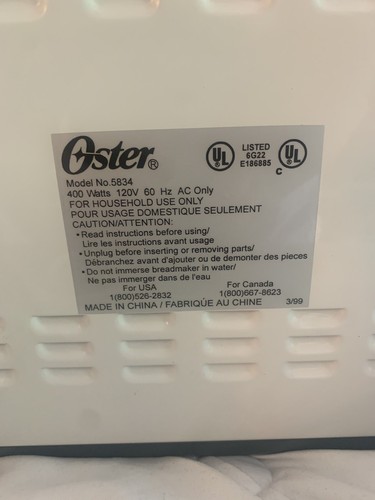 Oster®
UL LISTED UL
6G22
E186885
C
Model No.5834
400 Watts 120V 60 Hz AC Only
FOR HOUSEHOLD USE ONLY
POUR USAGE DOMESTIQUE SEULEMENT
CAUTION/ATTENTION:
• Read instructions before using/
Lire les instructions avant usage
• Unplug before inserting or removing parts/
Débranchez avant d'ajouter ou de demonter des pieces
• Do not immerse breadmaker in water/
Ne pas immerger dans de l'eau
For USA For Canada
1(800)526-2832 1(800)667-8623
MADE IN CHINA / FABRIQUE AU CHINE 3/99